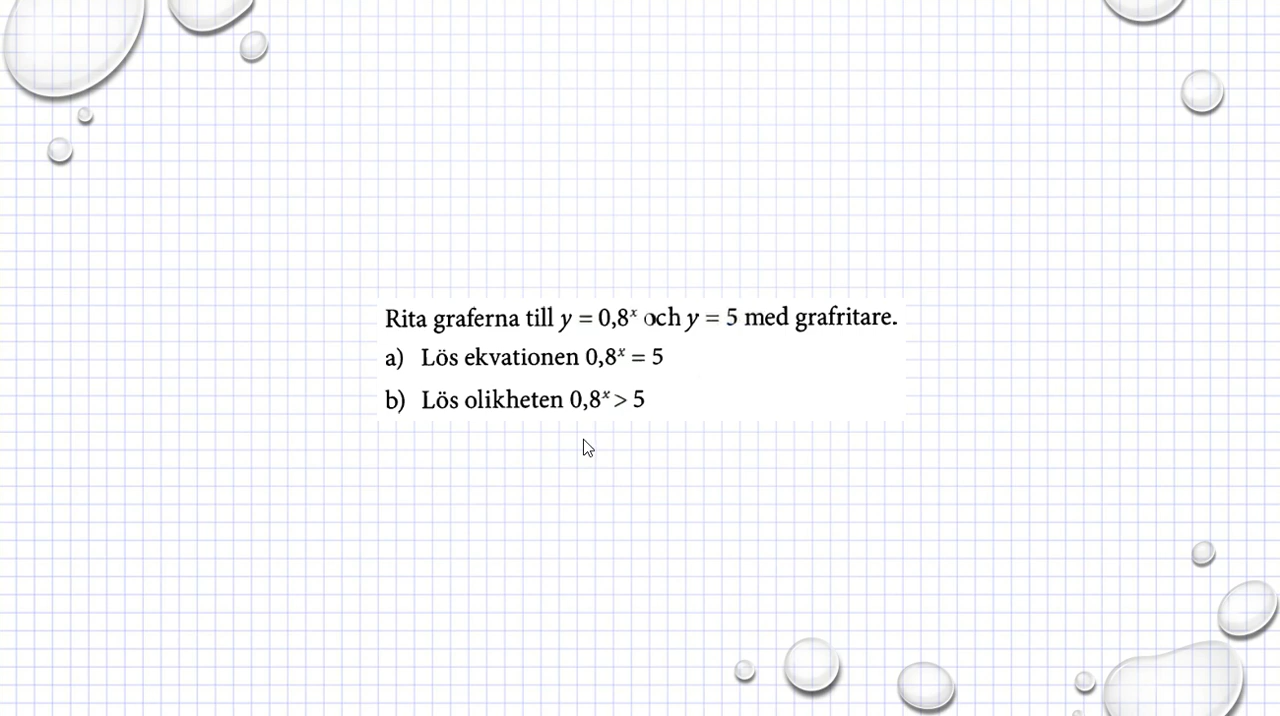 Rita graferna till y = 0,8ˣ och y = 5 med grafritare.
a) Lös ekvationen 0,8ˣ = 5
b) Lös olikheten 0,8ˣ > 5